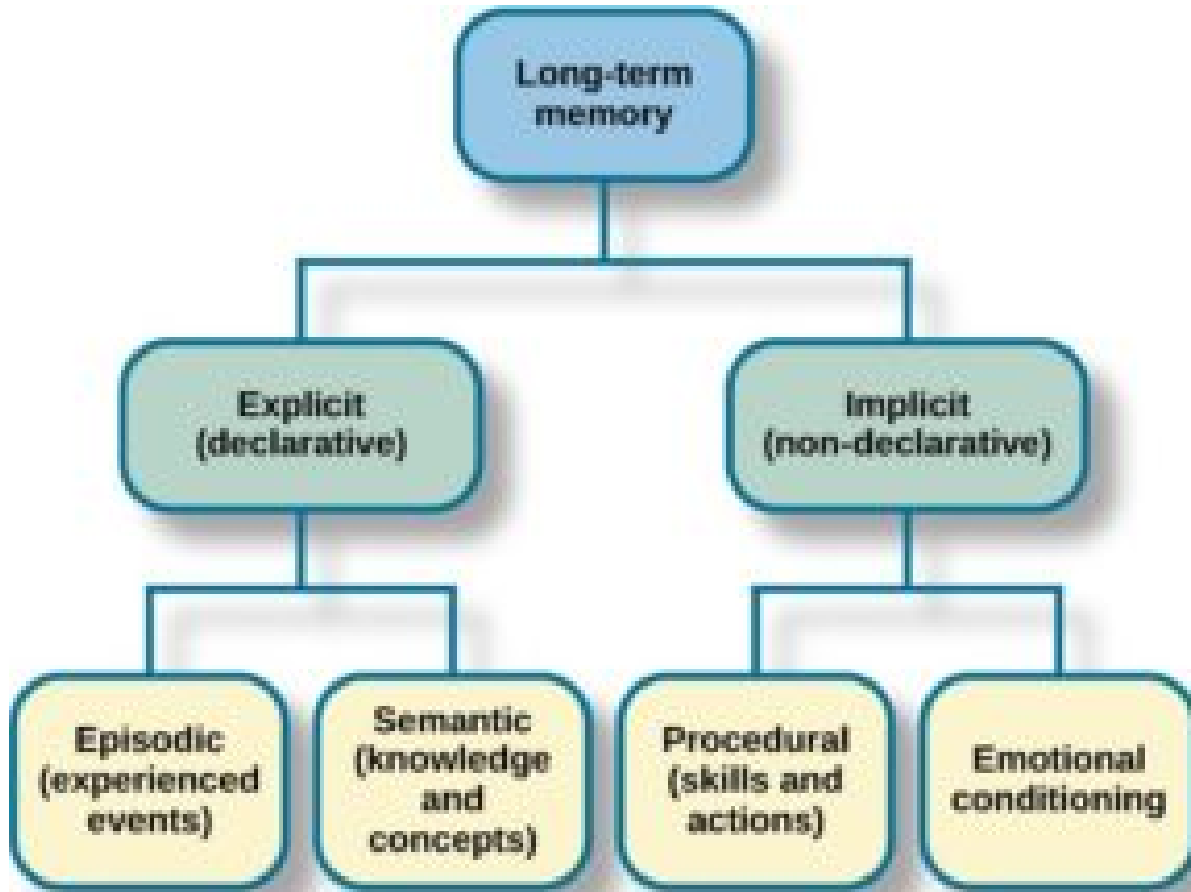 Long-term
memory
Explicit
(declarative)
Implicit
(non-declarative)
Episodic
(experienced
events)
Semantic
(knowledge
and
concepts)
Procedural
(skills and
actions)
Emotional
conditioning